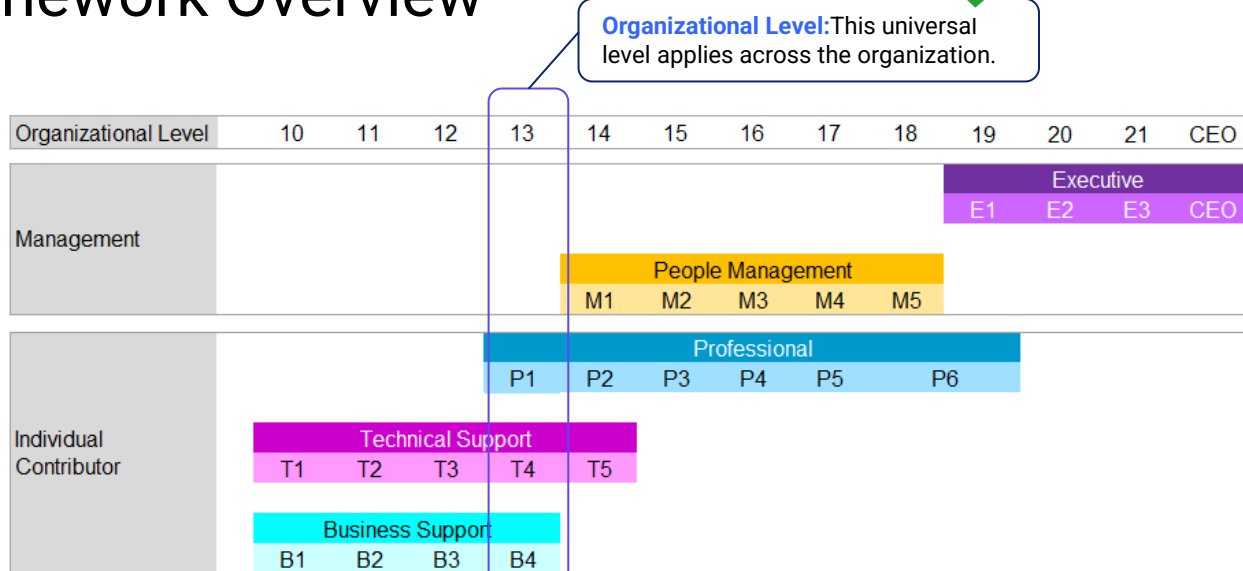 nework Overview
Organizational Level:This universal
level applies across the organization.
Organizational Level 10 11 12 13 14 15 16 17 18 19 20 21 CEO
Executive
E1 E2 E3 CEO
Management
People Management
M1 M2 M3 M4 M5
Professional
P1 P2 P3 P4 P5 P6
Individual
Contributor
Technical Support
T1 T2 T3 T4 T5
Business Support
B1 B2 B3 B4